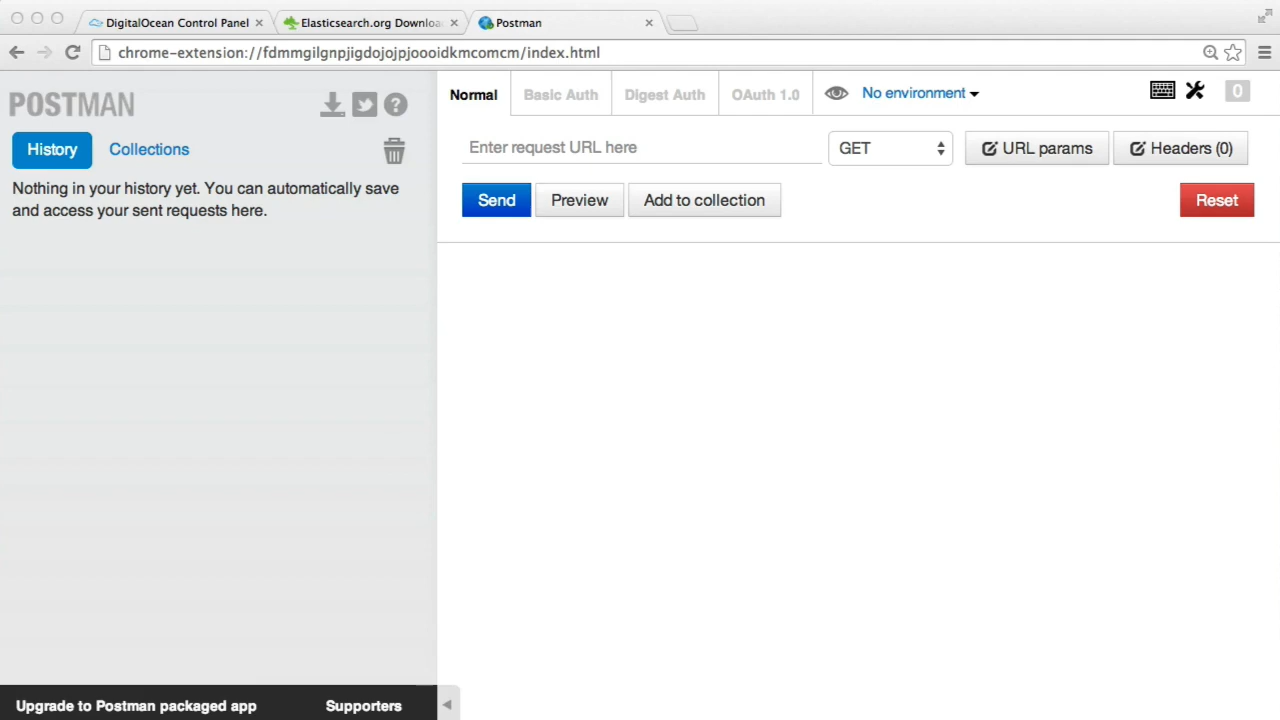 DigitalOcean Control Panel
Elasticsearch.org Downloa
Postman
chrome-extension://fdmmgilgnpjigdojojpjoooidkmcomcm/index.html
POSTMAN
Normal
Basic Auth
Digest Auth
OAuth 1.0
No environment
0
History
Collections
Enter request URL here
GET
URL params
Headers (0)
Nothing in your history yet. You can automatically save
and access your sent requests here.
Send
Preview
Add to collection
Reset
Upgrade to Postman packaged app
Supporters